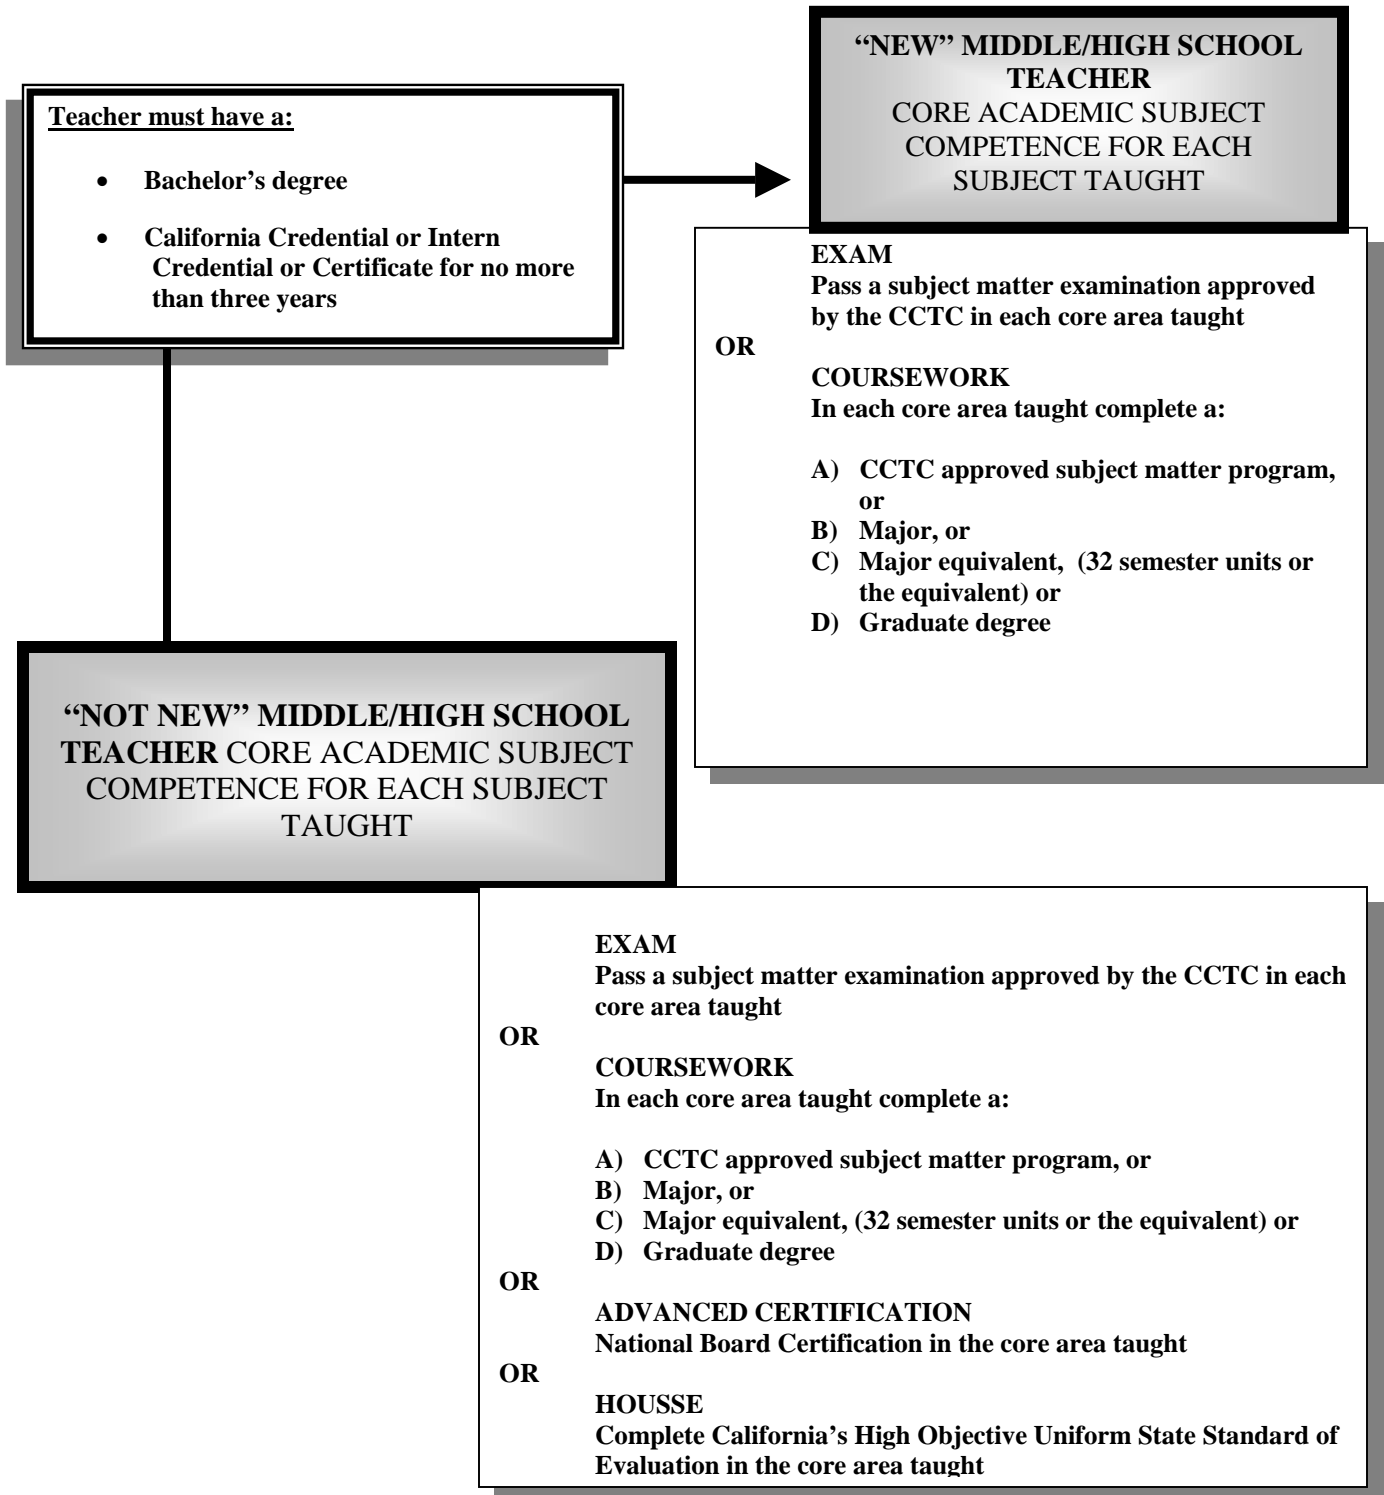 Teacher must have a:
• Bachelor’s degree
• California Credential or Intern
Credential or Certificate for no more
than three years
“NEW” MIDDLE/HIGH SCHOOL
TEACHER
CORE ACADEMIC SUBJECT
COMPETENCE FOR EACH
SUBJECT TAUGHT
EXAM
Pass a subject matter examination approved
by the CCTC in each core area taught
OR
COURSEWORK
In each core area taught complete a:
A) CCTC approved subject matter program,
or
B) Major, or
C) Major equivalent, (32 semester units or
the equivalent) or
D) Graduate degree
“NOT NEW” MIDDLE/HIGH SCHOOL
TEACHER CORE ACADEMIC SUBJECT
COMPETENCE FOR EACH SUBJECT
TAUGHT
EXAM
Pass a subject matter examination approved by the CCTC in each
core area taught
OR
COURSEWORK
In each core area taught complete a:
A) CCTC approved subject matter program, or
B) Major, or
C) Major equivalent, (32 semester units or the equivalent) or
D) Graduate degree
OR
ADVANCED CERTIFICATION
National Board Certification in the core area taught
OR
HOUSSE
Complete California’s High Objective Uniform State Standard of
Evaluation in the core area taught